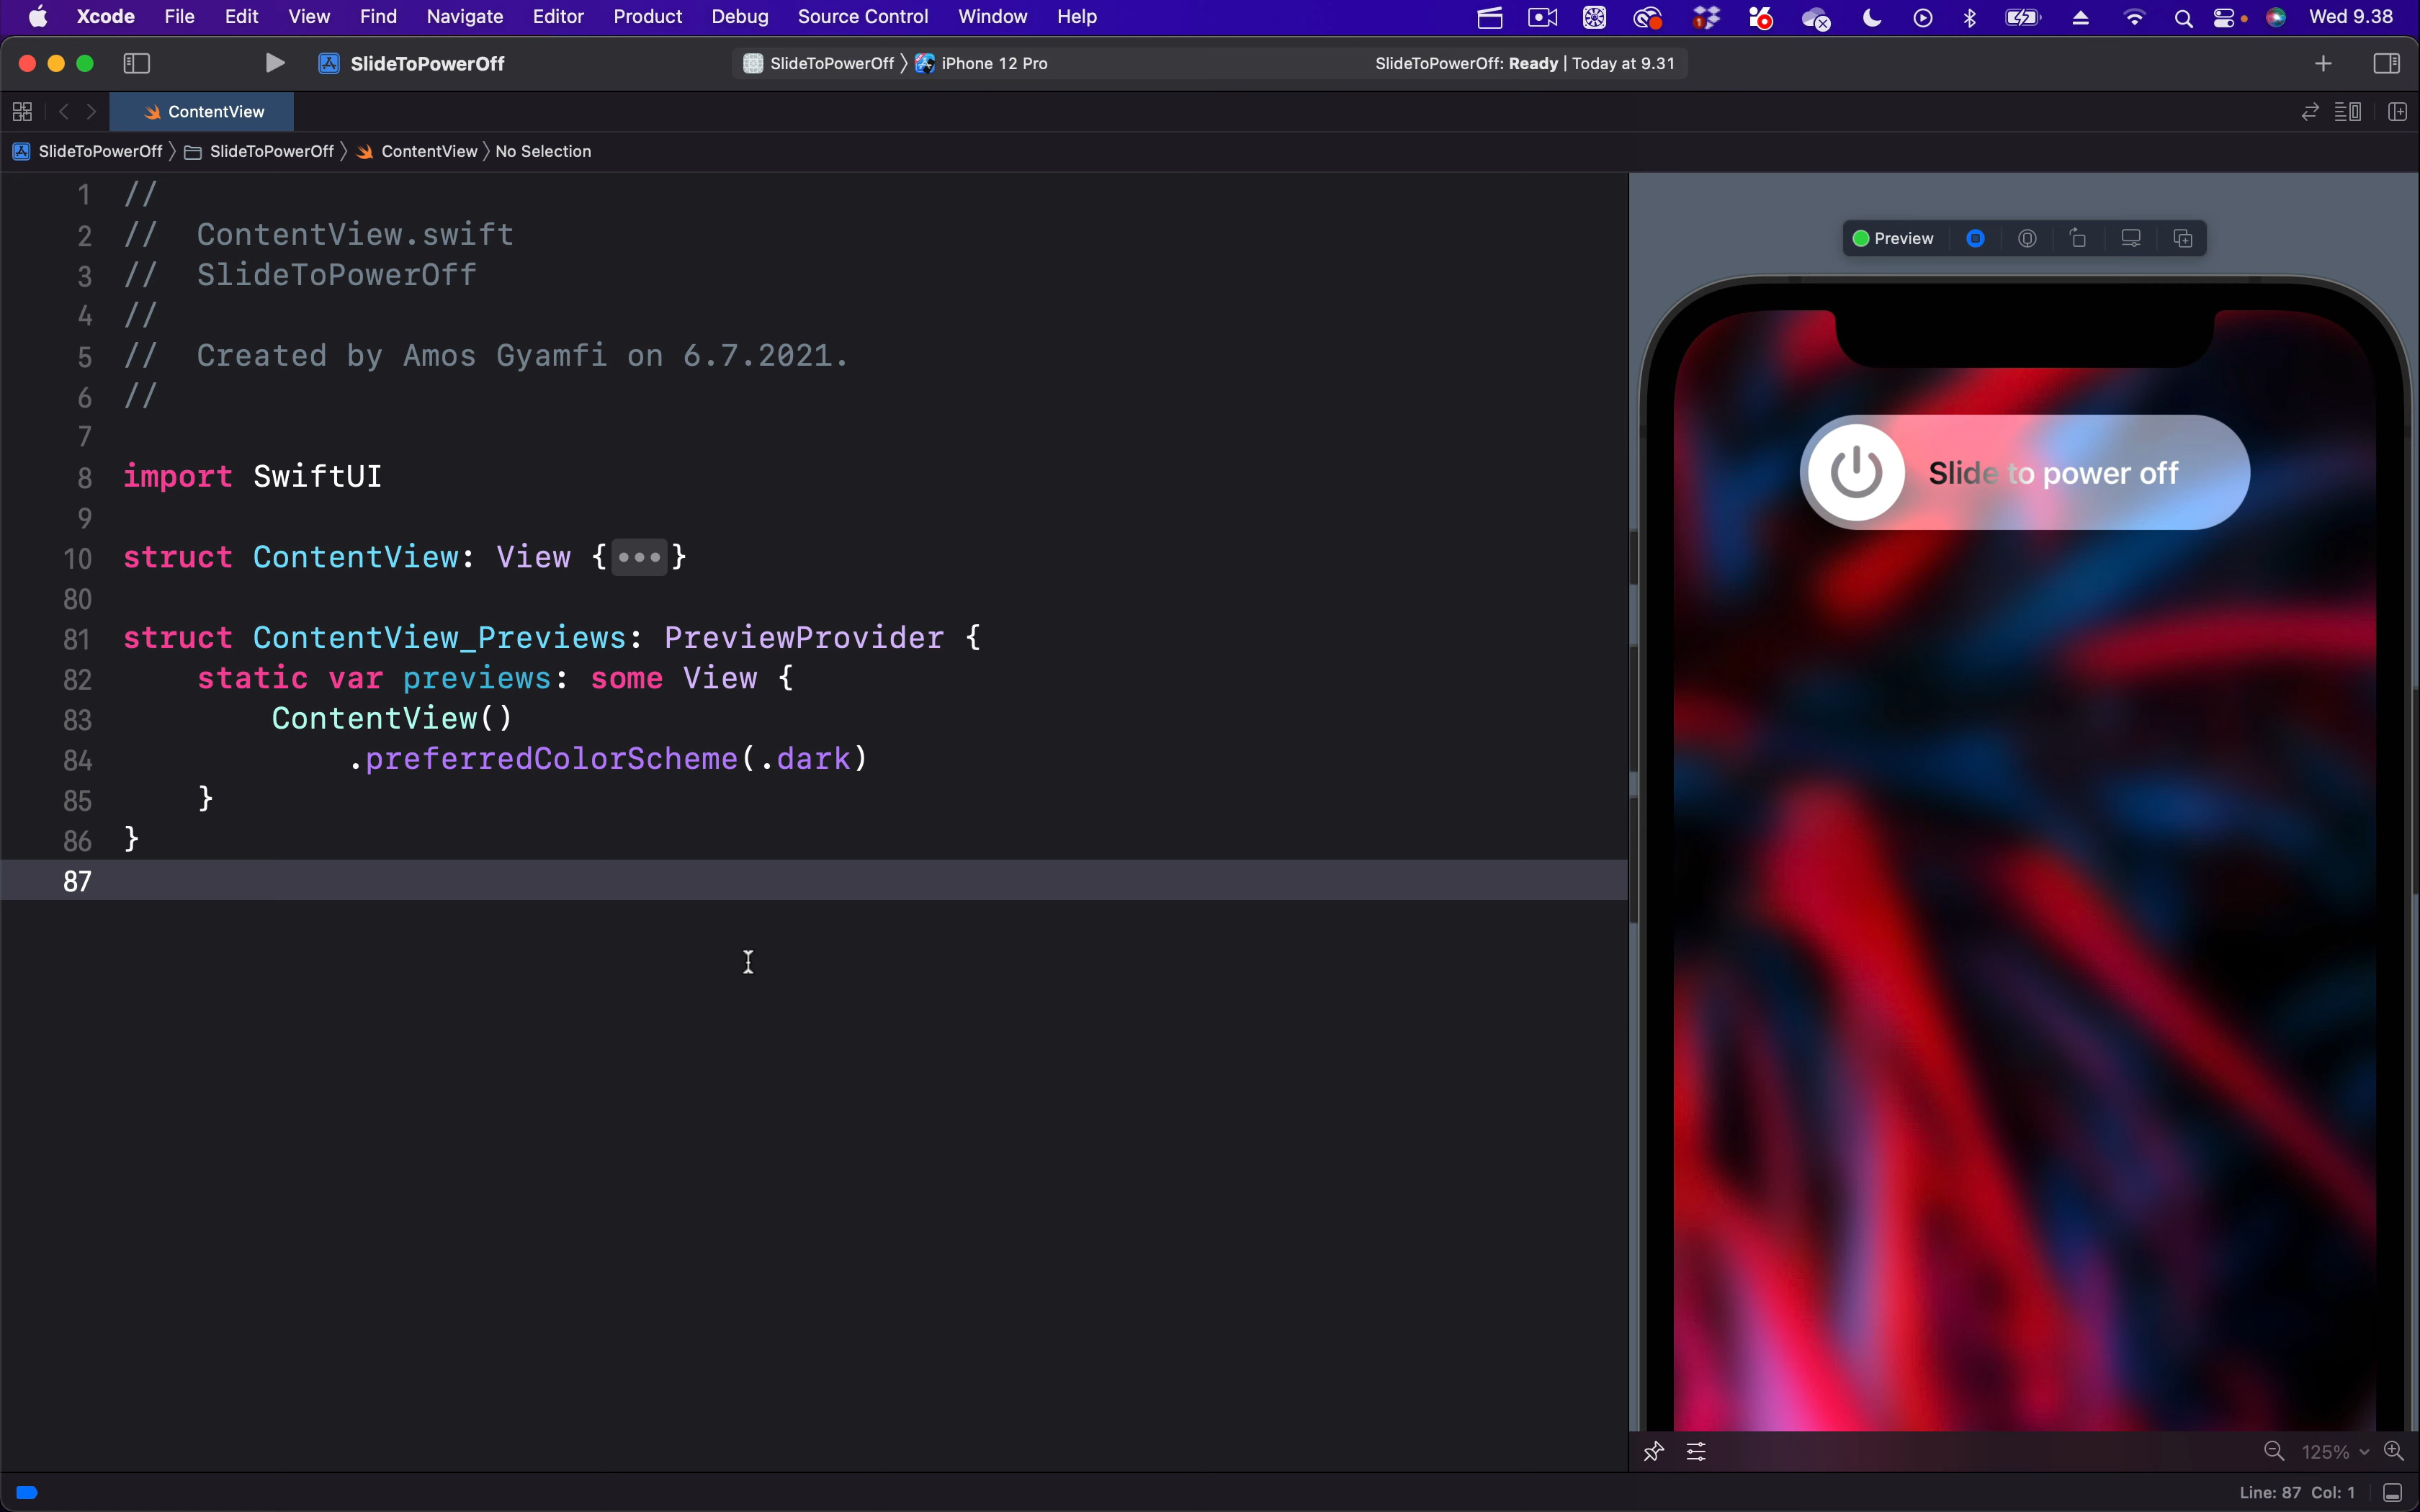 Xcode File Edit View Find Navigate Editor Product Debug Source Control Window Help Wed 9.38
SlideToPowerOff SlideToPowerOff 〉 iPhone 12 Pro SlideToPowerOff: Ready | Today at 9.31
ContentView
SlideToPowerOff 〉 SlideToPowerOff 〉 ContentView 〉 No Selection
1 //
2 //  ContentView.swift
3 //  SlideToPowerOff
4 //
5 //  Created by Amos Gyamfi on 6.7.2021.
6 //
7
8 import SwiftUI
9
10 struct ContentView: View {•••}
80
81 struct ContentView_Previews: PreviewProvider {
82     static var previews: some View {
83         ContentView()
84             .preferredColorScheme(.dark)
85     }
86 }
87
Preview
Slide to power off
125%
Line: 87 Col: 1